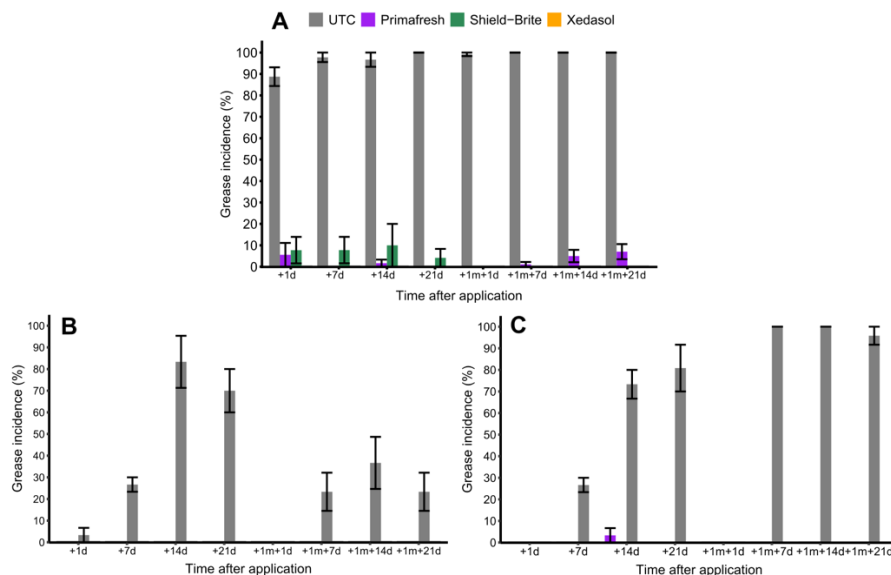 A
UTC Primafresh Shield−Brite Xedasol
Grease incidence (%)
100
90
80
70
60
50
40
30
20
10
0
+1d +7d +14d +21d +1m+1d +1m+7d +1m+14d +1m+21d
Time after application
B
Grease incidence (%)
100
90
80
70
60
50
40
30
20
10
0
+1d +7d +14d +21d +1m+1d +1m+7d +1m+14d +1m+21d
Time after application
C
Grease incidence (%)
100
90
80
70
60
50
40
30
20
10
0
+1d +7d +14d +21d +1m+1d +1m+7d +1m+14d +1m+21d
Time after application